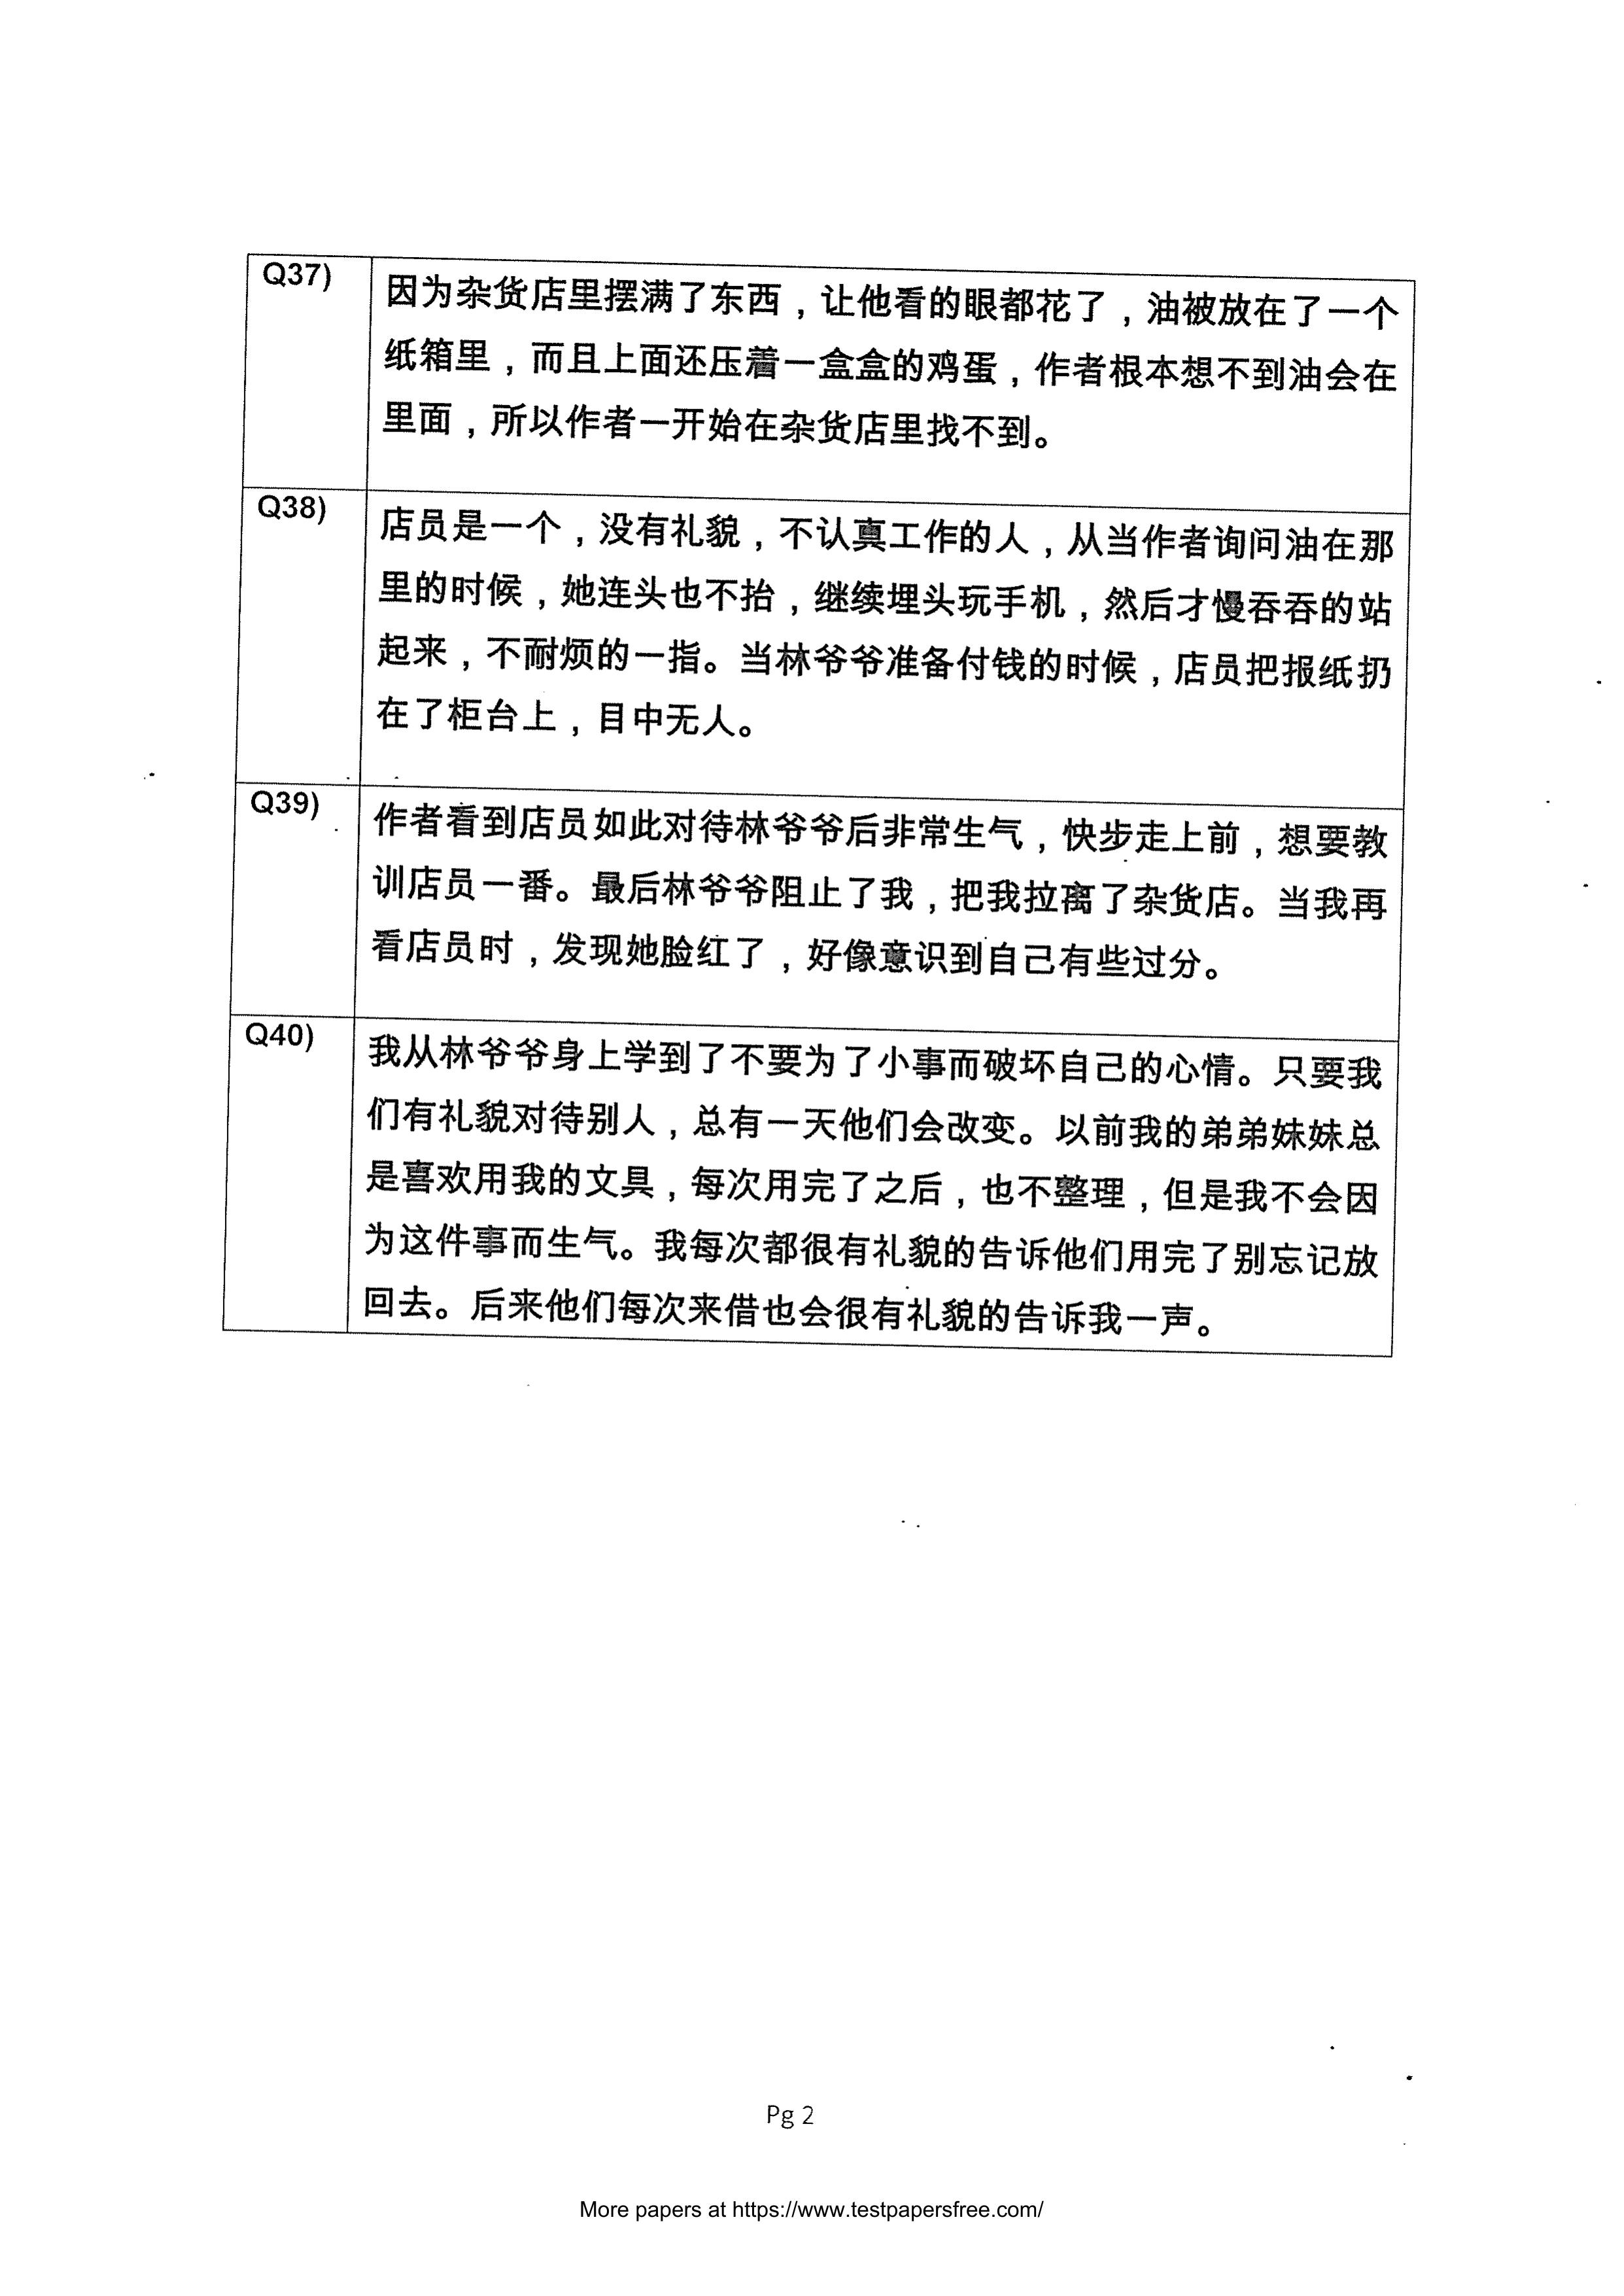 Q37)
因为杂货店里摆满了东西，让他看的眼都花了，油被放在了一个
纸箱里，而且上面还压着一盒盒的鸡蛋，作者根本想不到油会在
里面，所以作者一开始在杂货店里找不到。
Q38)
店员是一个，没有礼貌，不认真工作的人，从当作者询问油在那
里的时候，她连头也不抬，继续埋头玩手机，然后才慢吞吞的站
起来，不耐烦的一指。当林爷爷准备付钱的时候，店员把报纸扔
在了柜台上，目中无人。
Q39)
作者看到店员如此对待林爷爷后非常生气，快步走上前，想要教
训店员一番。最后林爷爷阻止了我，把我拉离了杂货店。当我再
看店员时，发现她脸红了，好像意识到自己有些过分。
Q40)
我从林爷爷身上学到了不要为了小事而破坏自己的心情。只要我
们有礼貌对待别人，总有一天他们会改变。以前我的弟弟妹妹总
是喜欢用我的文具，每次用完了之后，也不整理，但是我不会因
为这件事而生气。我每次都很有礼貌的告诉他们用完了别忘记放
回去。后来他们每次来借也会很有礼貌的告诉我一声。
Pg 2
More papers at https://www.testpapersfree.com/